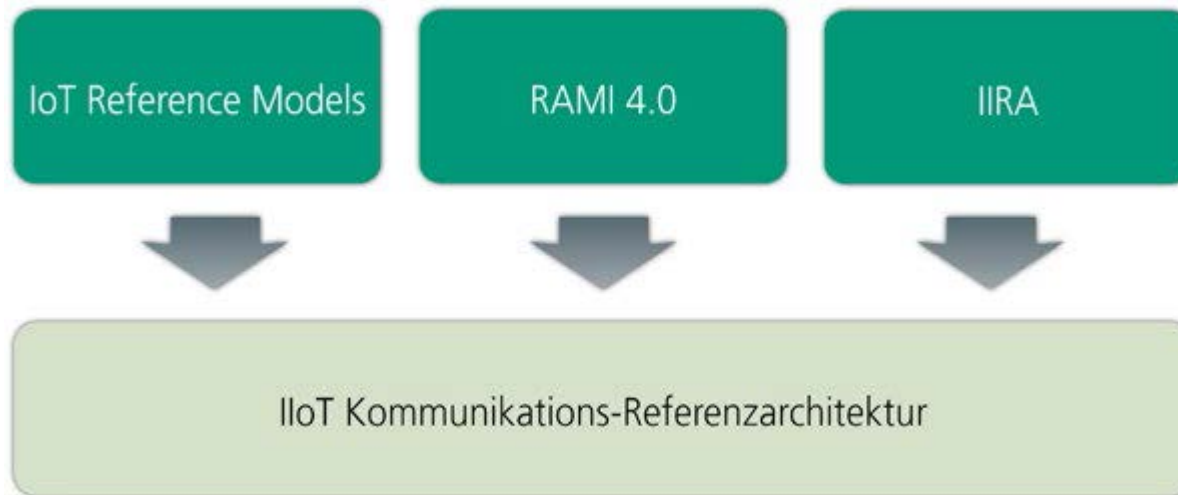 IoT Reference Models
RAMI 4.0
IIRA
IIoT Kommunikations-Referenzarchitektur